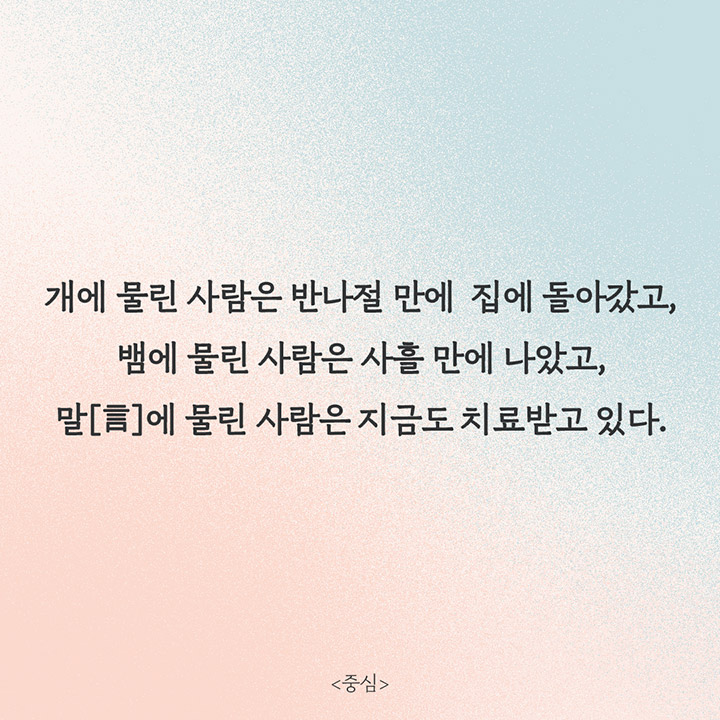 개에 물린 사람은 반나절 만에  집에 돌아갔고,
뱀에 물린 사람은 사흘 만에 나았고,
말[言]에 물린 사람은 지금도 치료받고 있다.
<중심>